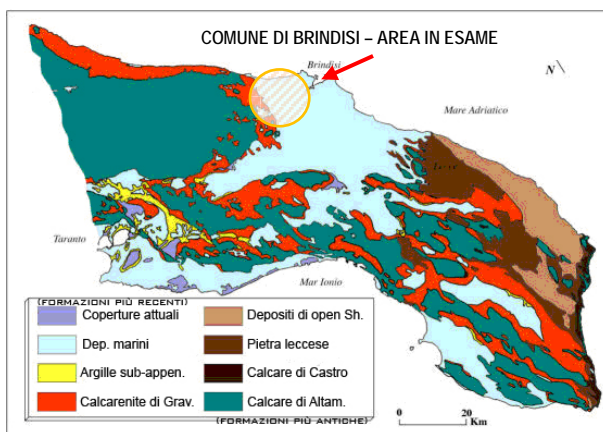 COMUNE DI BRINDISI – AREA IN ESAME
Brindisi
N
Mare Adriatico
Lecce
Taranto
Mar Ionio
(FORMAZIONI PIÙ RECENTI)
Coperture attuali
Depositi di open Sh.
Dep. marini
Pietra leccese
Argille sub-appen.
Calcare di Castro
Calcarenite di Grav.
Calcare di Altam.
(FORMAZIONI PIÙ ANTICHE)
0 20
Km